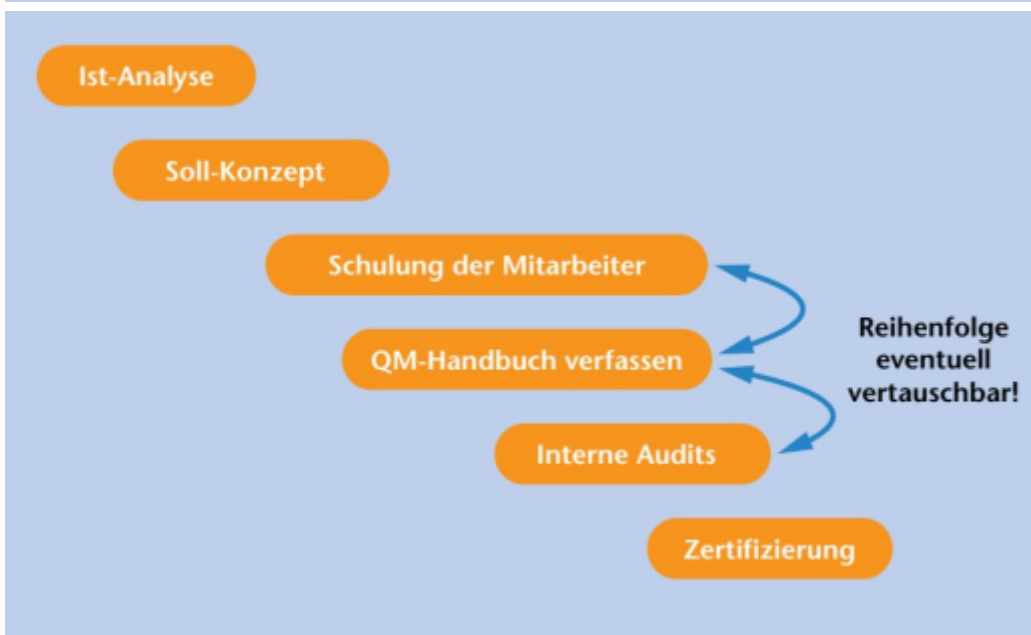 Ist-Analyse
Soll-Konzept
Schulung der Mitarbeiter
QM-Handbuch verfassen
Interne Audits
Zertifizierung
Reihenfolge
eventuell
vertauschbar!